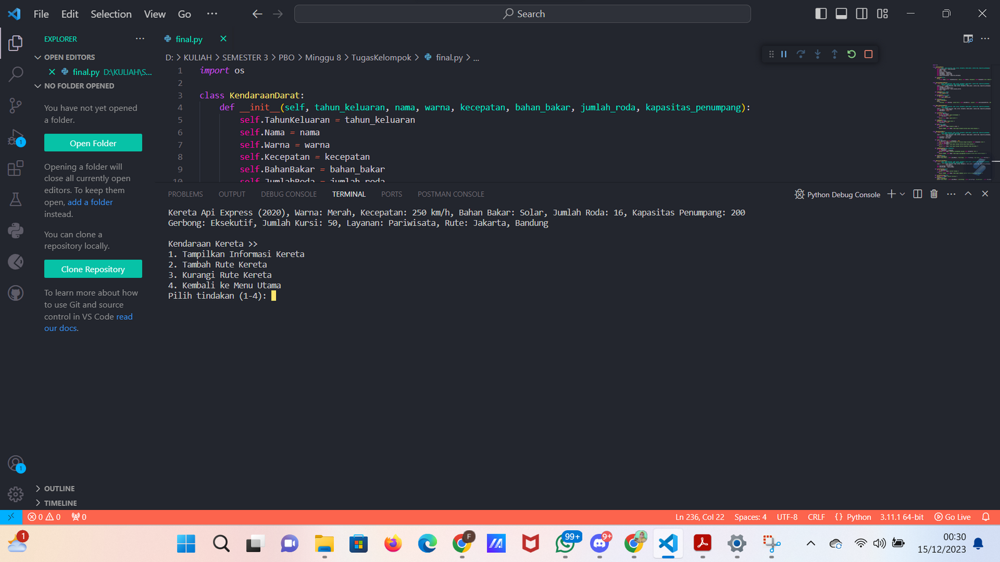 File Edit Selection View Go ··· Search
EXPLORER ···
OPEN EDITORS
final.py D:\KULIAH\S...
NO FOLDER OPENED
You have not yet opened
a folder.
Open Folder
Opening a folder will
close all currently open
editors. To keep them
open, add a folder
instead.
You can clone a
repository locally.
Clone Repository
To learn more about how
to use Git and source
control in VS Code read
our docs.
OUTLINE
TIMELINE
1
1
final.py
D: > KULIAH > SEMESTER 3 > PBO > Minggu 8 > TugasKelompok > final.py > ...
1 import os
2
3 class KendaraanDarat:
4 def __init__(self, tahun_keluaran, nama, warna, kecepatan, bahan_bakar, jumlah_roda, kapasitas_penumpang):
5 self.TahunKeluaran = tahun_keluaran
6 self.Nama = nama
7 self.Warna = warna
8 self.Kecepatan = kecepatan
9 self.BahanBakar = bahan_bakar
10 self.JumlahRoda = jumlah_roda
PROBLEMS OUTPUT DEBUG CONSOLE TERMINAL PORTS POSTMAN CONSOLE Python Debug Console
Kereta Api Express (2020), Warna: Merah, Kecepatan: 250 km/h, Bahan Bakar: Solar, Jumlah Roda: 16, Kapasitas Penumpang: 200
Gerbong: Eksekutif, Jumlah Kursi: 50, Layanan: Pariwisata, Rute: Jakarta, Bandung
Kendaraan Kereta >>
1. Tampilkan Informasi Kereta
2. Tambah Rute Kereta
3. Kurangi Rute Kereta
4. Kembali ke Menu Utama
Pilih tindakan (1-4):
0 0 0 Ln 236, Col 22 Spaces: 4 UTF-8 CRLF {} Python 3.11.1 64-bit Go Live
1 F 99+ 9+ 00:30
15/12/2023